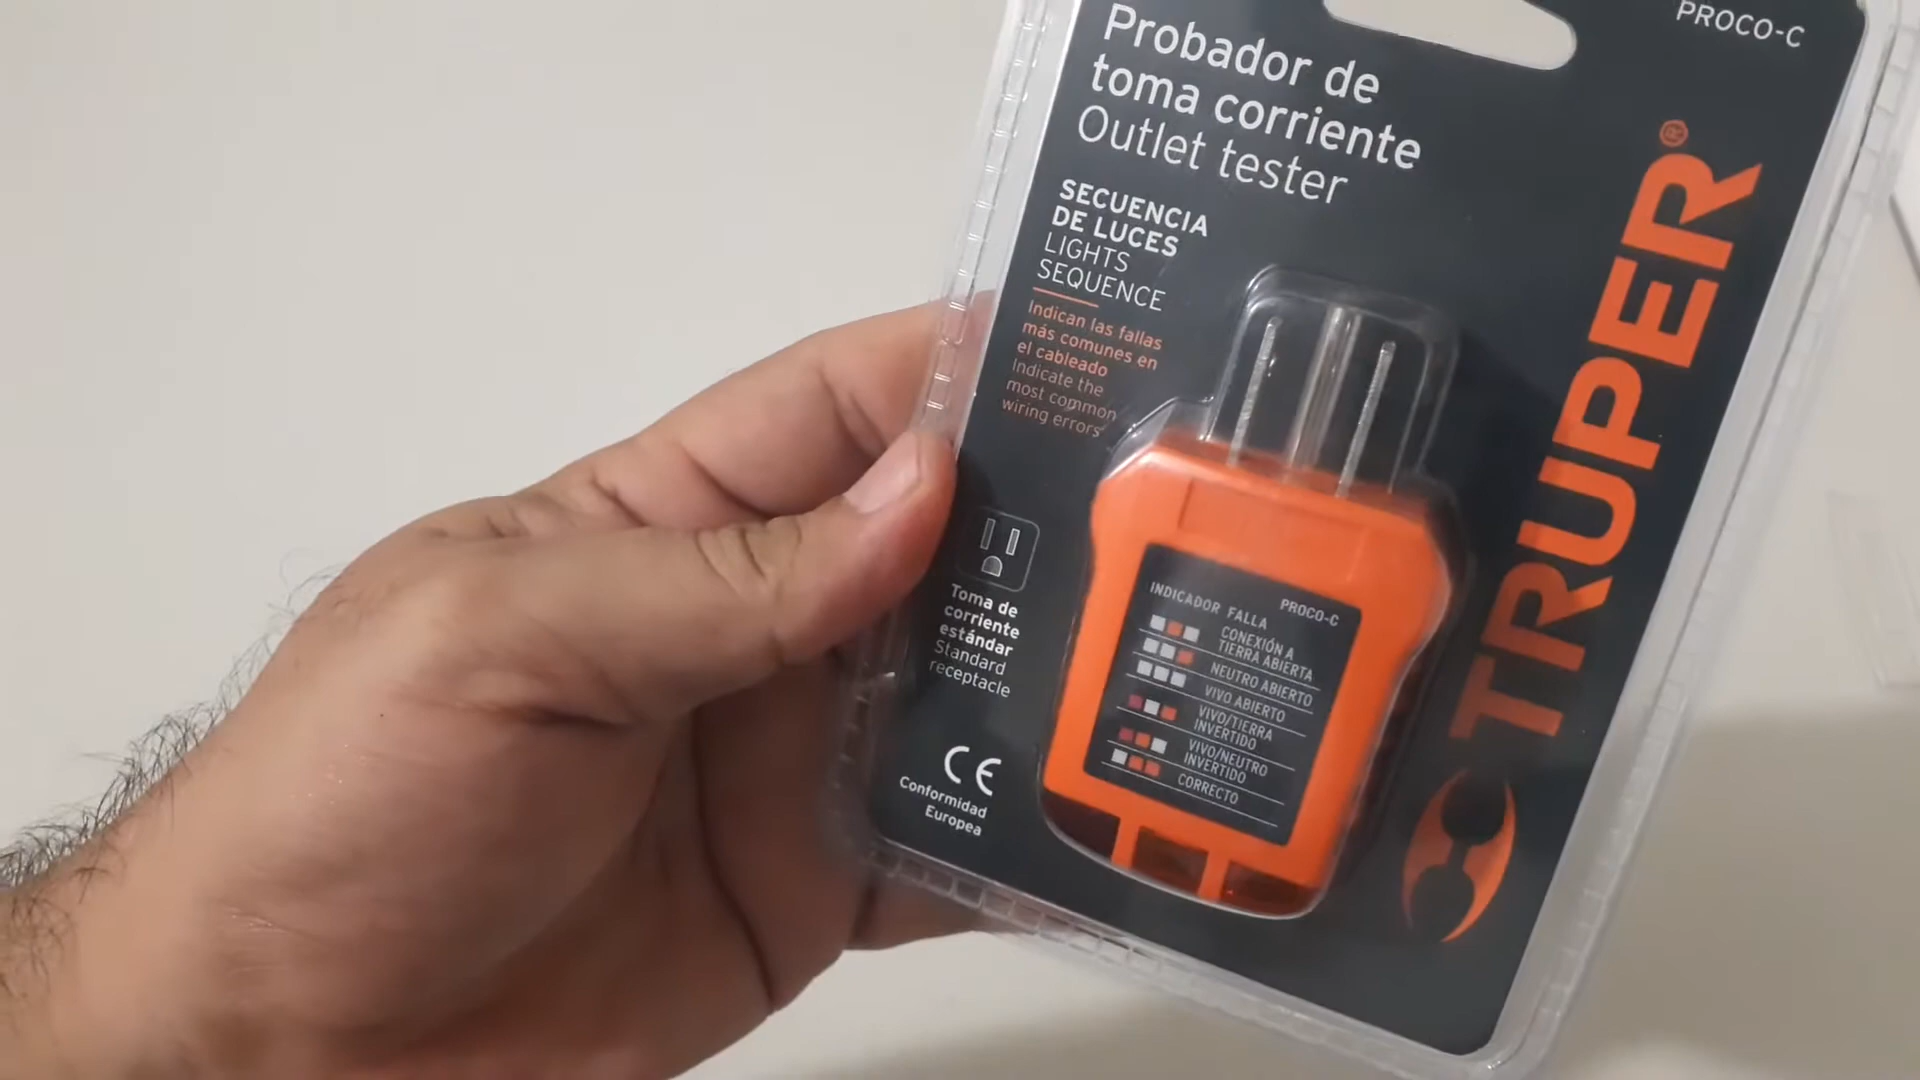 PROCO-C
Probador de
toma corriente
Outlet tester
SECUENCIA
DE LUCES
LIGHTS
SEQUENCE
Indican las fallas
más comunes en
el cableado
Indicate the
most common
wiring errors
TRUPER®
Toma de
corriente
estándar
Standard
receptacle
CE
Conformidad
Europea
INDICADOR FALLA PROCO-C
CONEXIÓN A
TIERRA ABIERTA
NEUTRO ABIERTO
VIVO ABIERTO
VIVO/TIERRA
INVERTIDO
VIVO/NEUTRO
INVERTIDO
CORRECTO